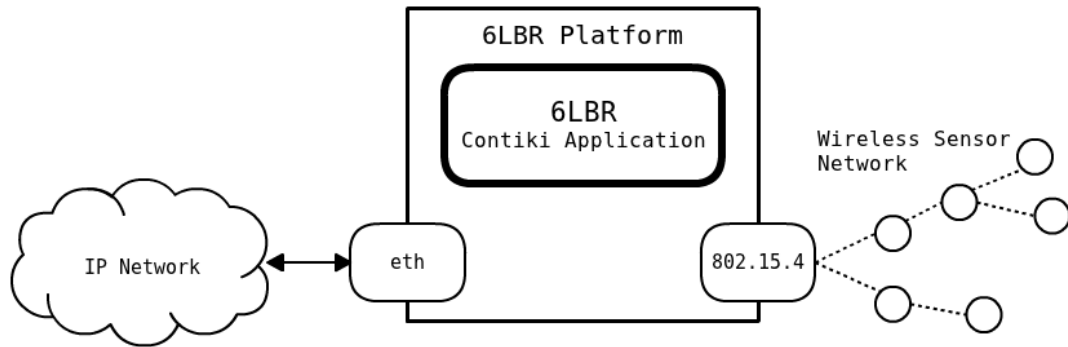 6LBR Platform
6LBR
Contiki Application
Wireless Sensor
Network
IP Network
eth
802.15.4